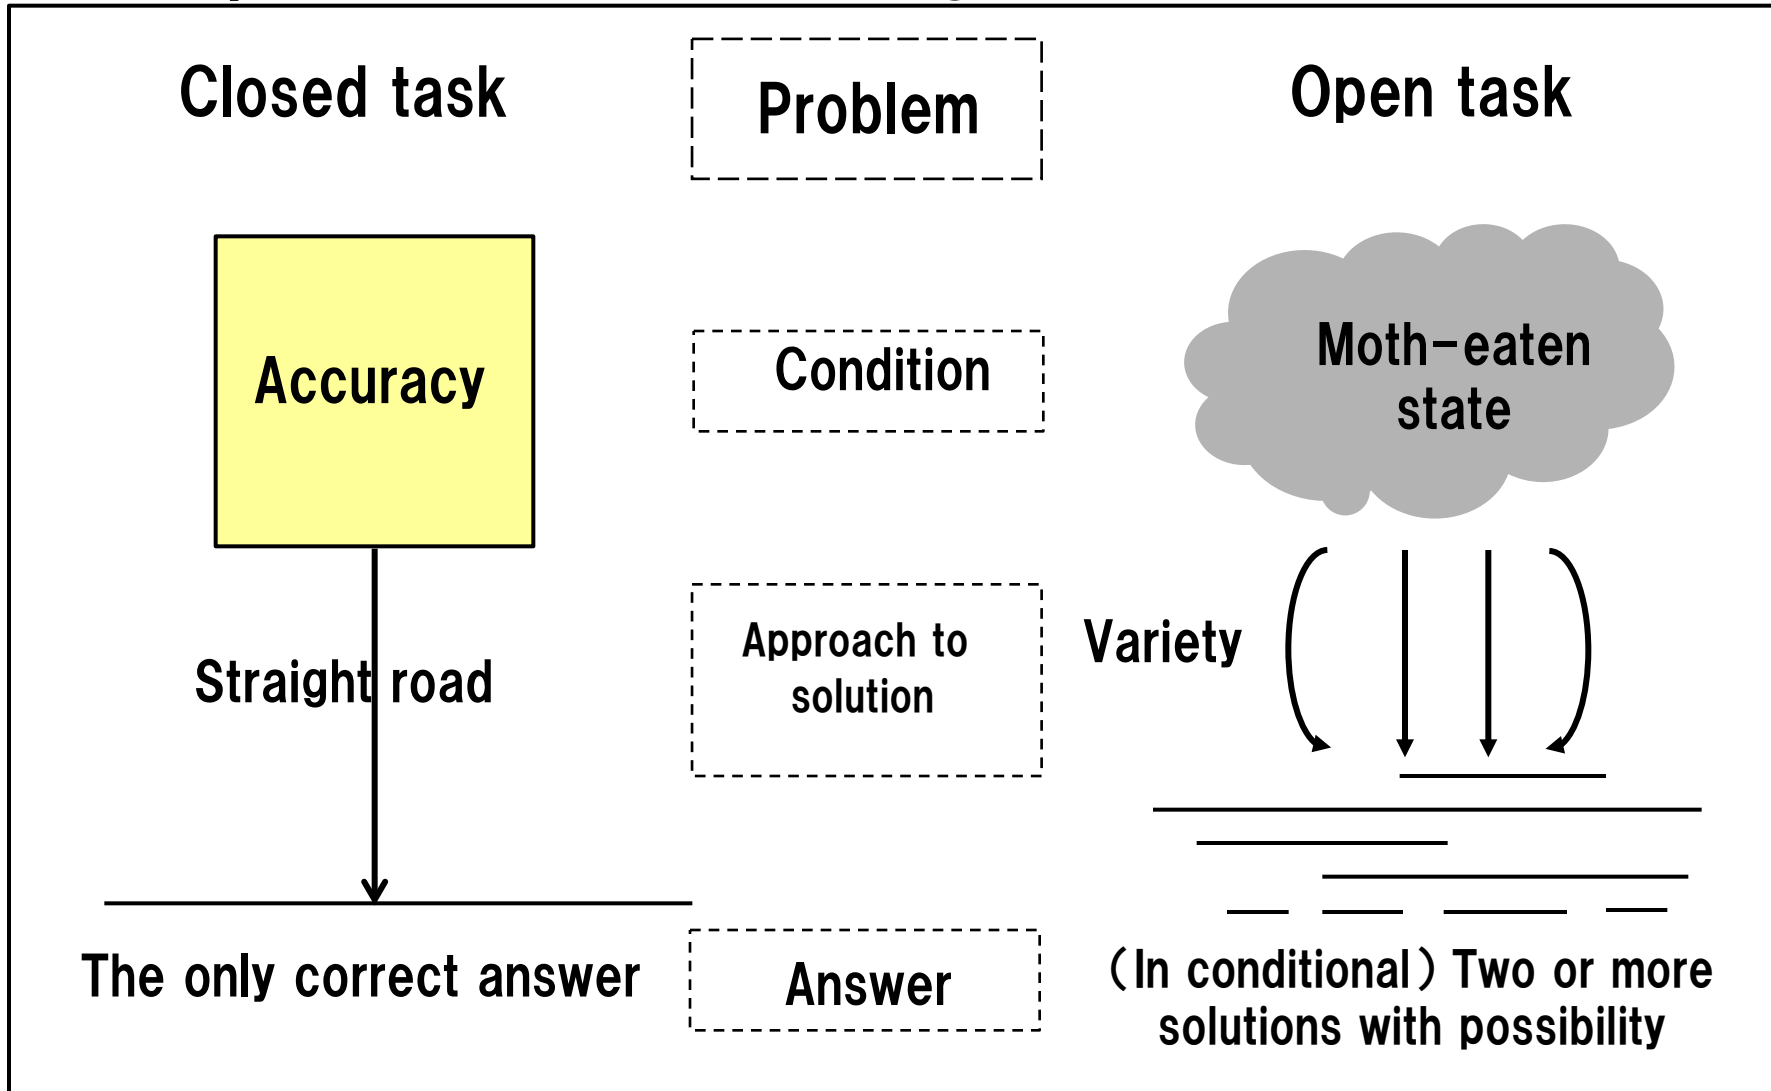 Closed task
Problem
Open task
Accuracy
Condition
Moth-eaten
state
Straight road
Approach to
solution
Variety
The only correct answer
Answer
(In conditional) Two or more
solutions with possibility